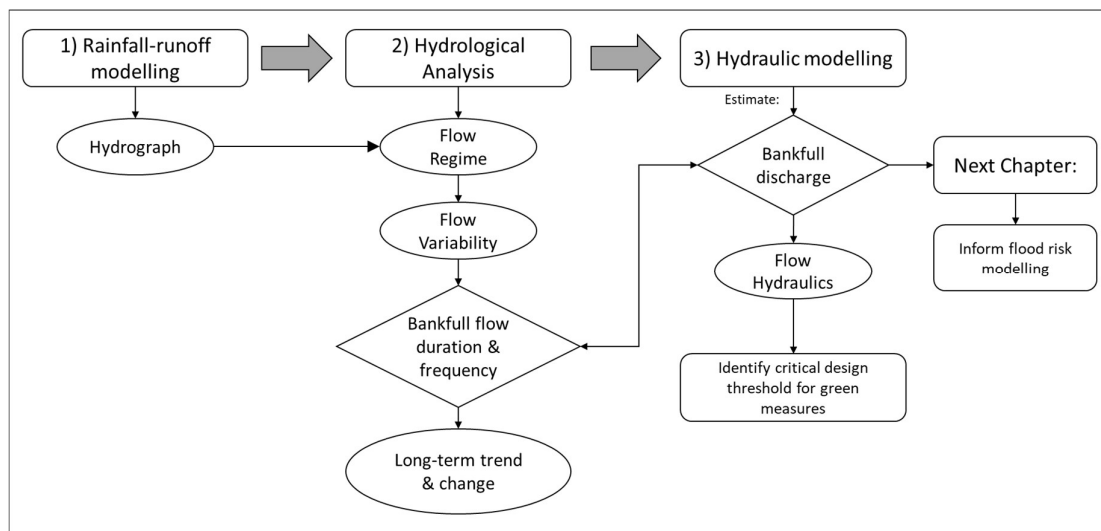 1) Rainfall-runoff
modelling
2) Hydrological
Analysis
3) Hydraulic modelling
Estimate:
Hydrograph
Flow
Regime
Bankfull
discharge
Next Chapter:
Flow
Variability
Inform flood risk
modelling
Flow
Hydraulics
Bankfull flow
duration &
frequency
Identify critical design
threshold for green
measures
Long-term trend
& change